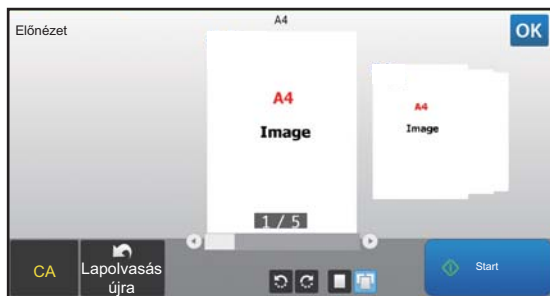 A4
Előnézet
OK
A4
Image
A4
Image
1 / 5
CA
Lapolvasás
újra
Start